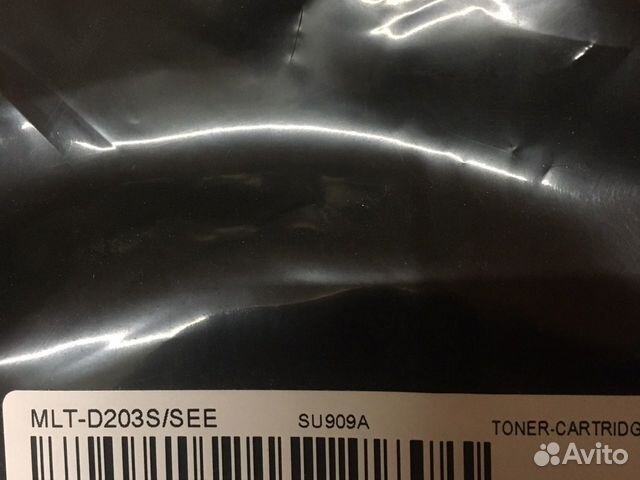 MLT-D203S/SEE SU909A TONER-CARTRIDG
Avito